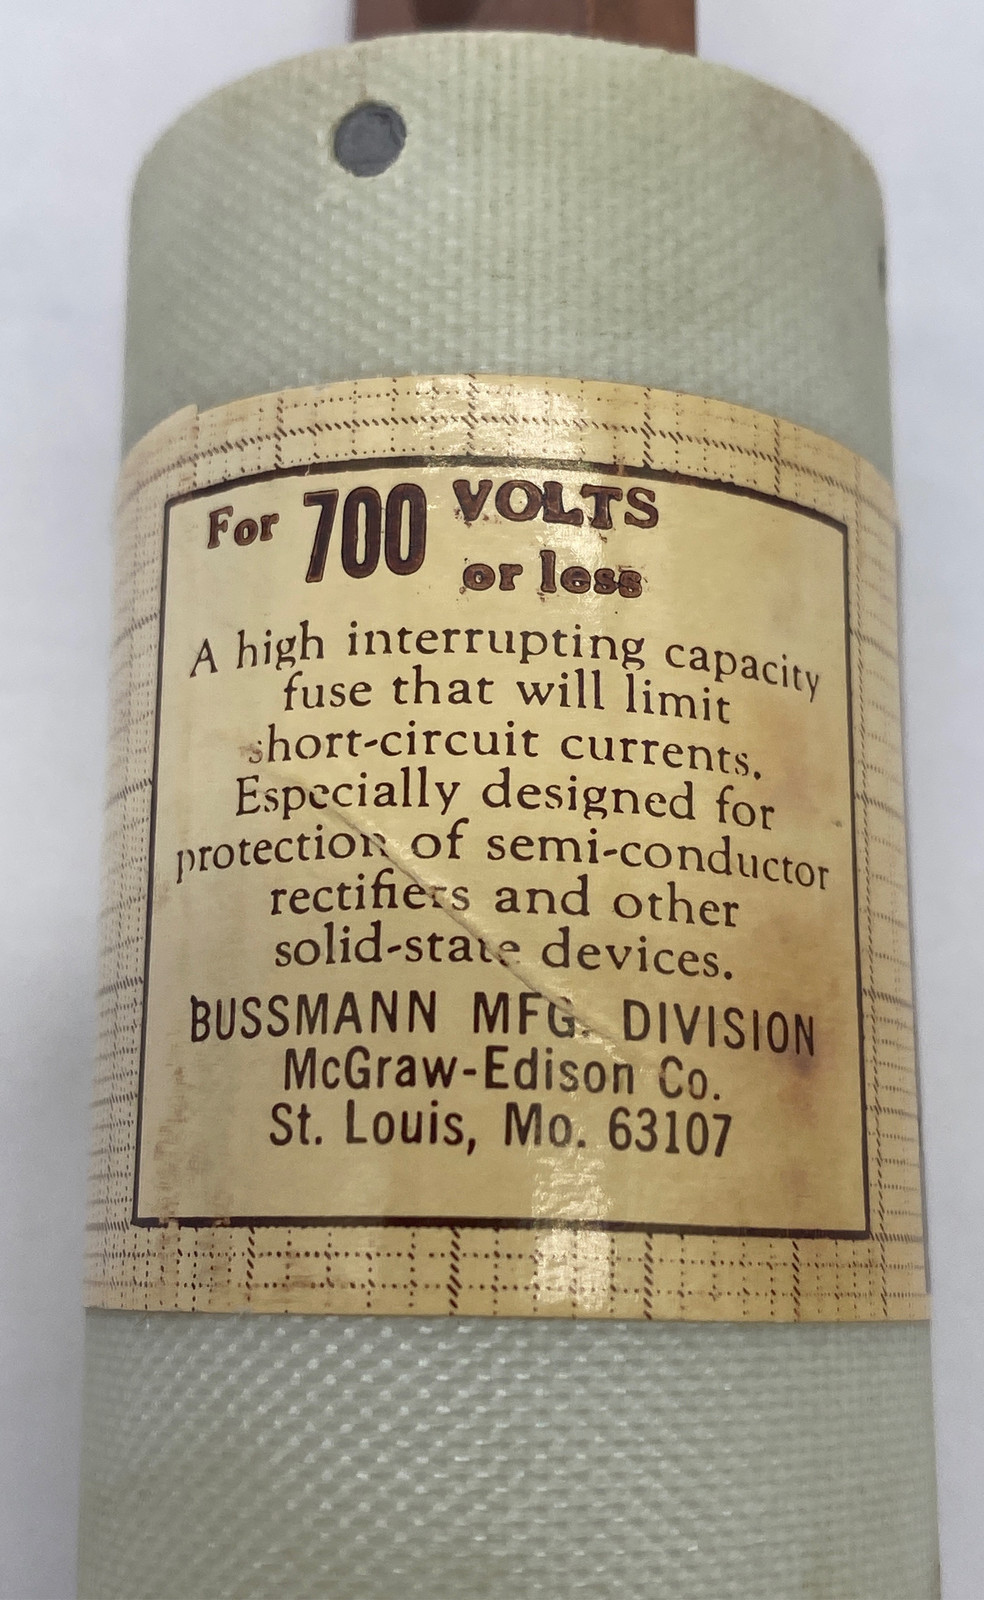 For 700 VOLTS
or less
A high interrupting capacity
fuse that will limit
short-circuit currents.
Especially designed for
protection of semi-conductor
rectifiers and other
solid-state devices.
BUSSMANN MFG. DIVISION
McGraw-Edison Co.
St. Louis, Mo. 63107